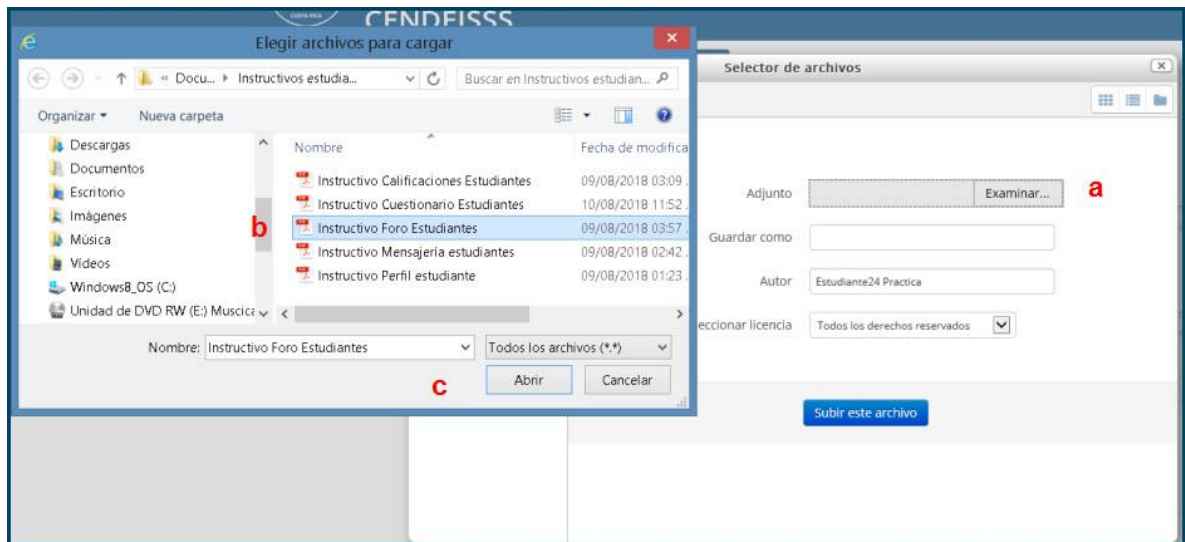 COSTA RICA
CENDEISSS
Elegir archivos para cargar
« Docu... Instructivos estudia...
Buscar en Instructivos estudian...
Organizar
Nueva carpeta
Descargas
Documentos
Escritorio
Imágenes
Música
Vídeos
Windows8_OS (C:)
Unidad de DVD RW (E:) Muscica
b
Nombre
Fecha de modifica
Instructivo Calificaciones Estudiantes 09/08/2018 03:09
Instructivo Cuestionario Estudiantes 10/08/2018 11:52
Instructivo Foro Estudiantes 09/08/2018 03:57
Instructivo Mensajería estudiantes 09/08/2018 02:42
Instructivo Perfil estudiante 09/08/2018 01:23
Nombre: Instructivo Foro Estudiantes
Todos los archivos (*.*)
c
Abrir
Cancelar
Selector de archivos
Adjunto
Examinar...
a
Guardar como
Autor
Estudiante24 Practica
eccionar licencia
Todos los derechos reservados
Subir este archivo